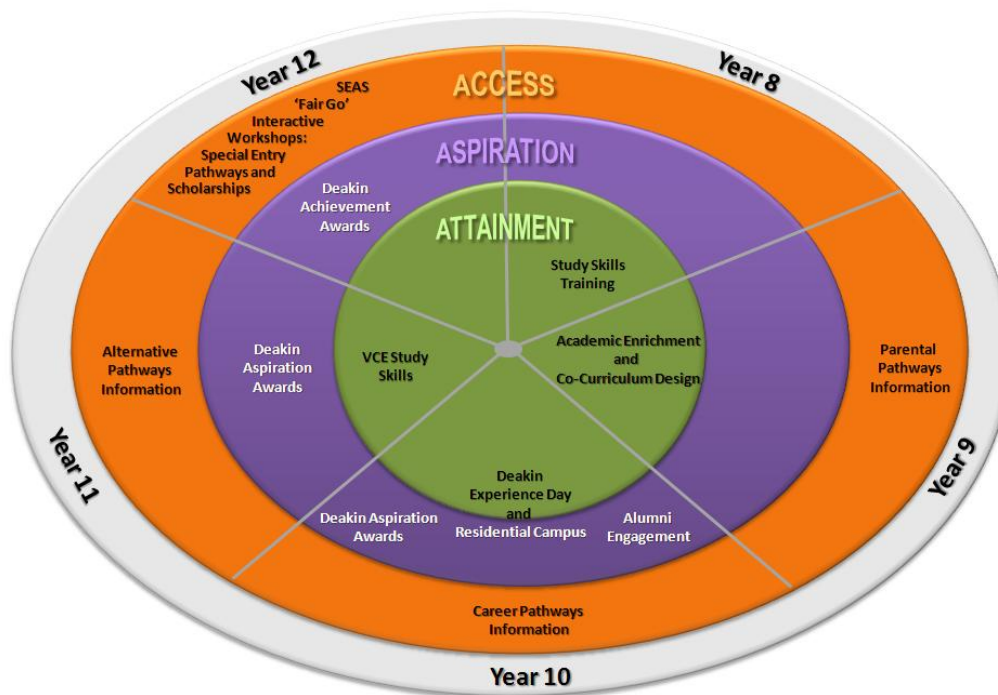 Year 12
Year 8
SEAS
‘Fair Go’
Interactive
Workshops:
Special Entry
Pathways and
Scholarships
ACCESS
ASPIRATION
Deakin
Achievement
Awards
ATTAINMENT
Study Skills
Training
Alternative
Pathways
Information
Deakin
Aspiration
Awards
VCE Study
Skills
Academic Enrichment
and
Co-Curriculum Design
Parental
Pathways
Information
Year 11
Year 9
Deakin Aspiration
Awards
Deakin
Experience Day
and
Residential Campus
Alumni
Engagement
Career Pathways
Information
Year 10